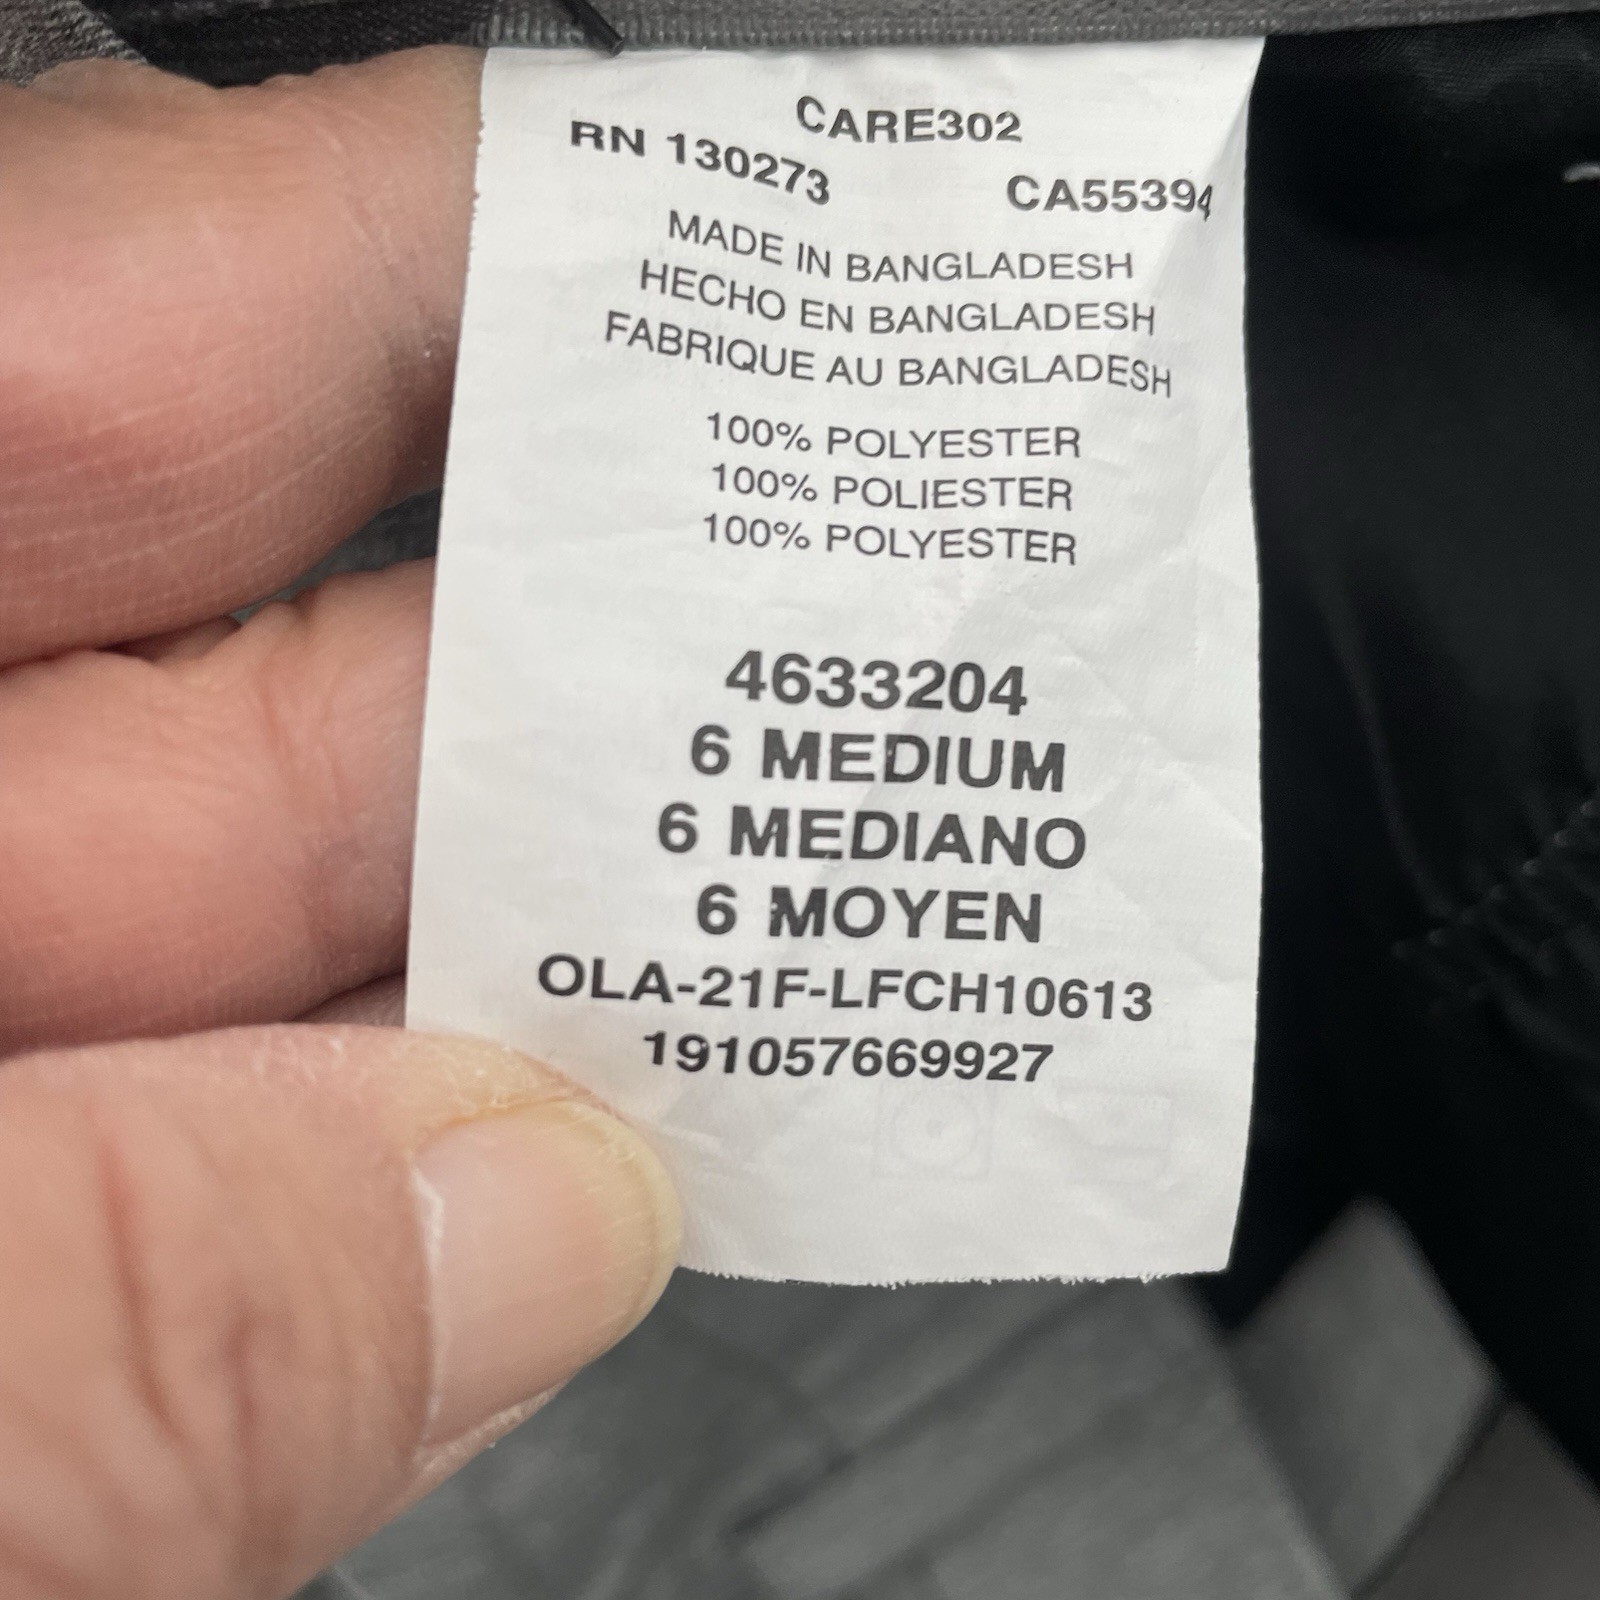 CARE302
RN 130273 CA55394
MADE IN BANGLADESH
HECHO EN BANGLADESH
FABRIQUE AU BANGLADESH
100% POLYESTER
100% POLIESTER
100% POLYESTER
4633204
6 MEDIUM
6 MEDIANO
6 MOYEN
OLA-21F-LFCH10613
191057669927